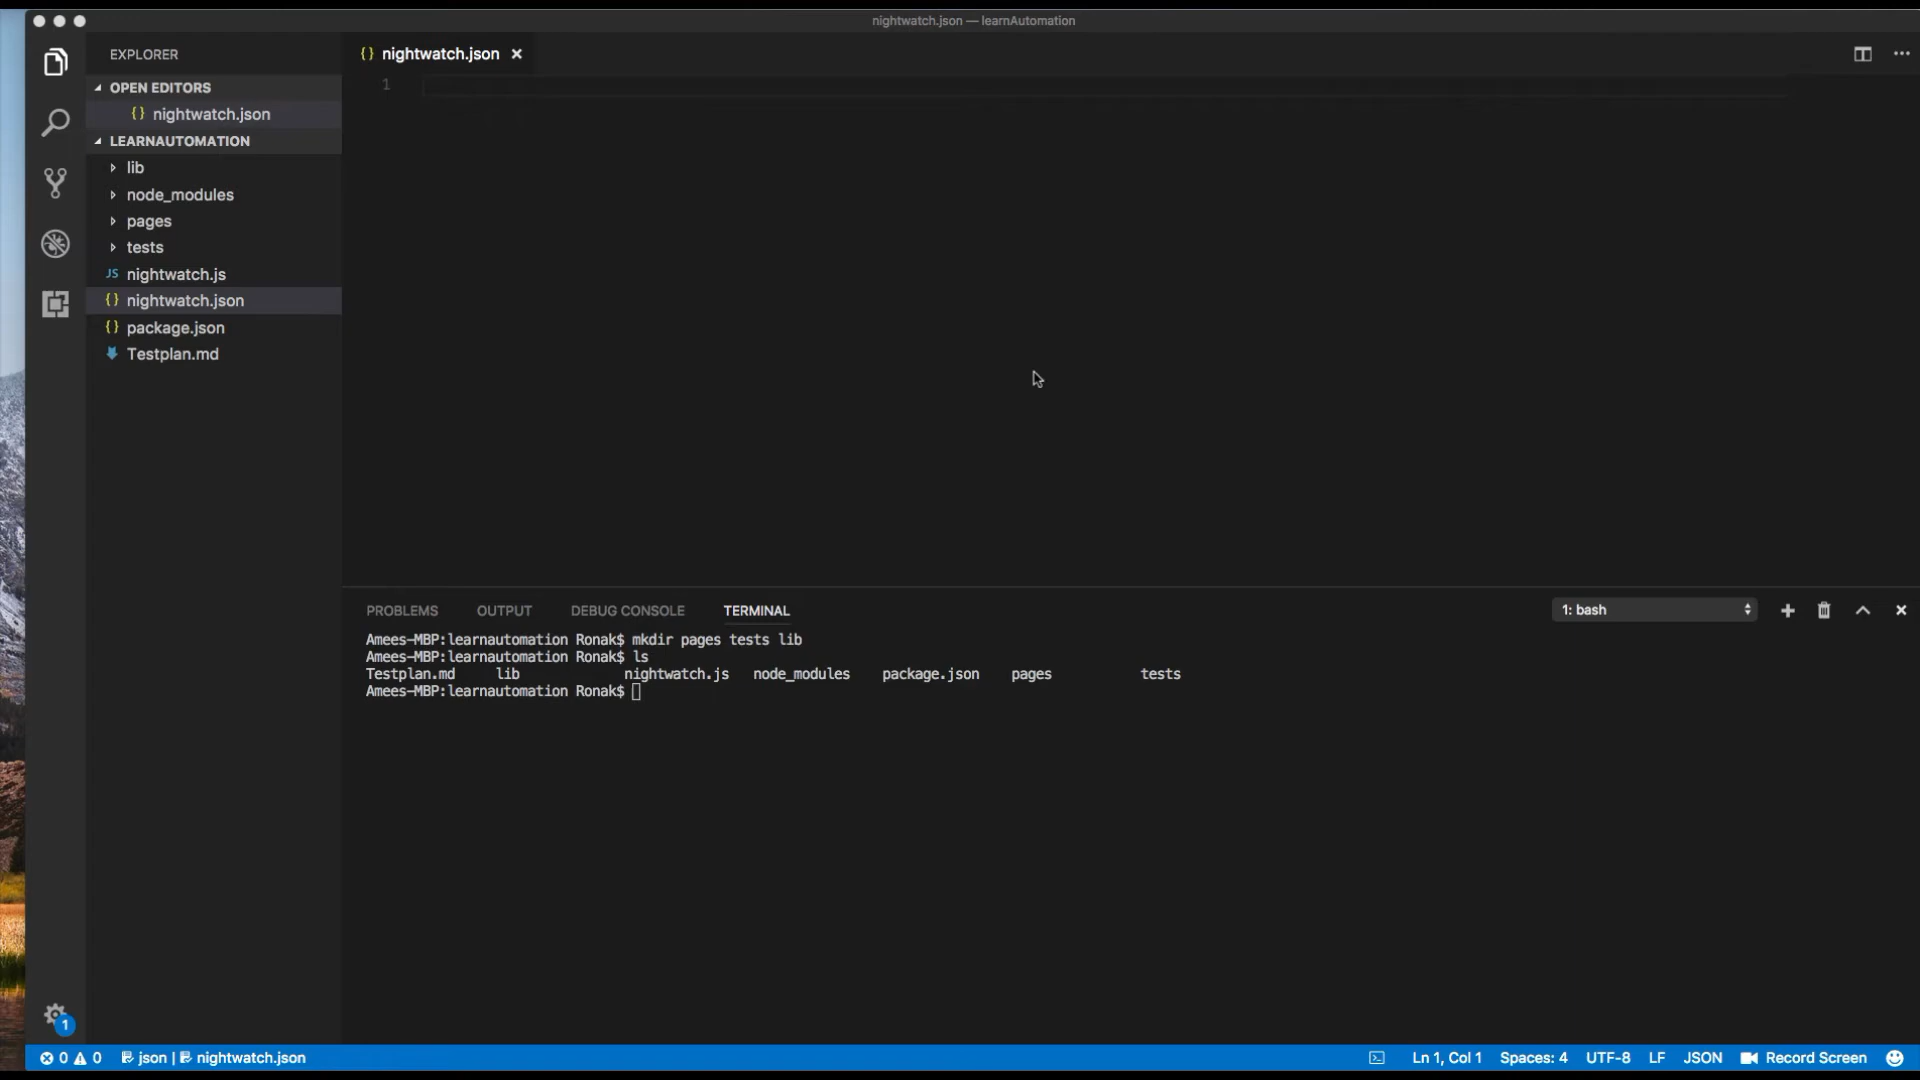 nightwatch.json — learnAutomation
EXPLORER
OPEN EDITORS
{} nightwatch.json
LEARNAUTOMATION
lib
node_modules
pages
tests
JS nightwatch.js
{} nightwatch.json
{} package.json
Testplan.md
{} nightwatch.json
1
PROBLEMS OUTPUT DEBUG CONSOLE TERMINAL 1: bash
Amees-MBP:learnautomation Ronak$ mkdir pages tests lib
Amees-MBP:learnautomation Ronak$ ls
Testplan.md lib nightwatch.js node_modules package.json pages tests
Amees-MBP:learnautomation Ronak$
1
0 0 json | nightwatch.json Ln 1, Col 1 Spaces: 4 UTF-8 LF JSON Record Screen